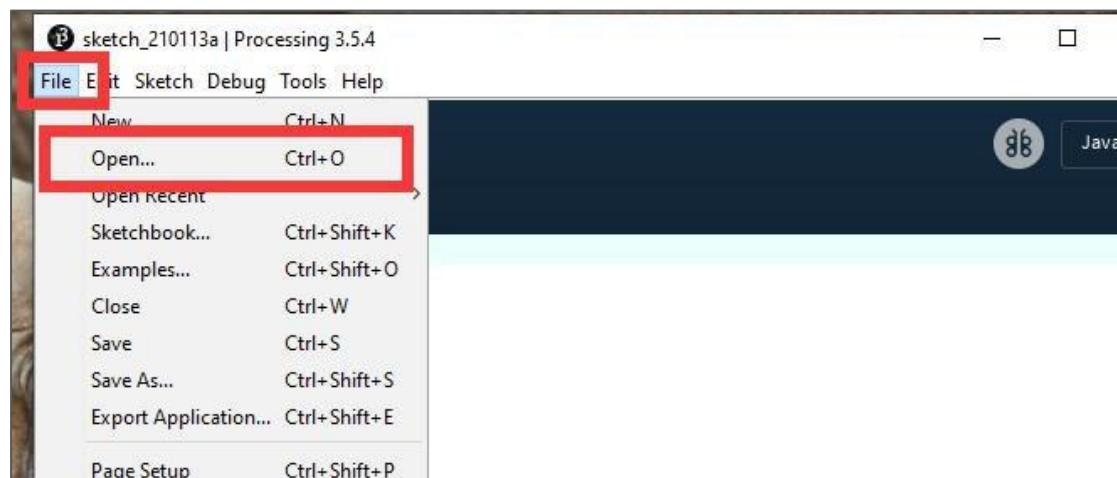 sketch_210113a | Processing 3.5.4
File Edit Sketch Debug Tools Help
New Ctrl+N
Open... Ctrl+O
Java
Open Recent
Sketchbook... Ctrl+Shift+K
Examples... Ctrl+Shift+O
Close Ctrl+W
Save Ctrl+S
Save As... Ctrl+Shift+S
Export Application... Ctrl+Shift+E
Page Setup Ctrl+Shift+P